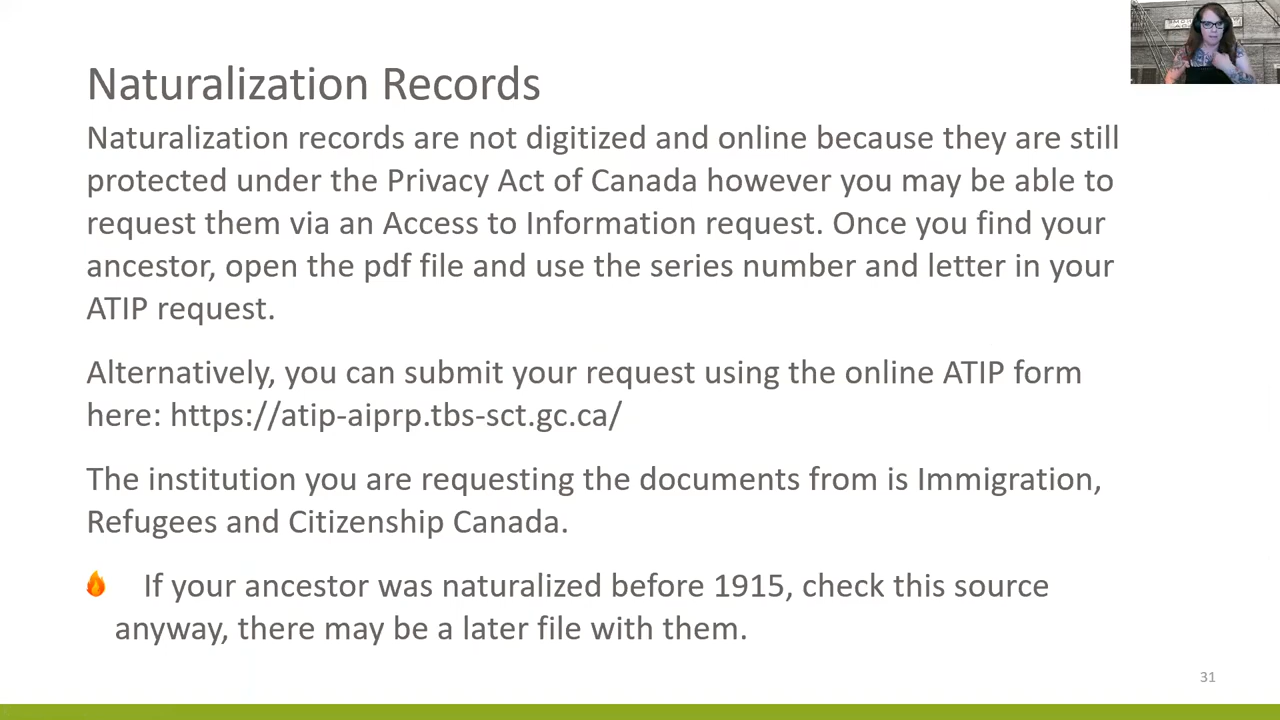 Naturalization Records
Naturalization records are not digitized and online because they are still
protected under the Privacy Act of Canada however you may be able to
request them via an Access to Information request. Once you find your
ancestor, open the pdf file and use the series number and letter in your
ATIP request.
Alternatively, you can submit your request using the online ATIP form
here: https://atip-aiprp.tbs-sct.gc.ca/
The institution you are requesting the documents from is Immigration,
Refugees and Citizenship Canada.
If your ancestor was naturalized before 1915, check this source
anyway, there may be a later file with them.
31